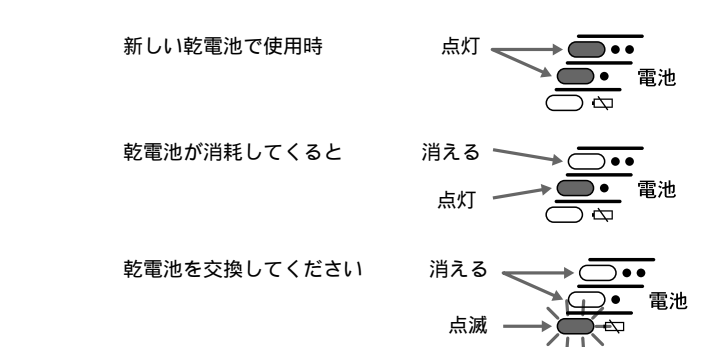 新しい乾電池で使用時 点灯
電池
乾電池が消耗してくると 消える
点灯 電池
乾電池を交換してください 消える
電池
点滅